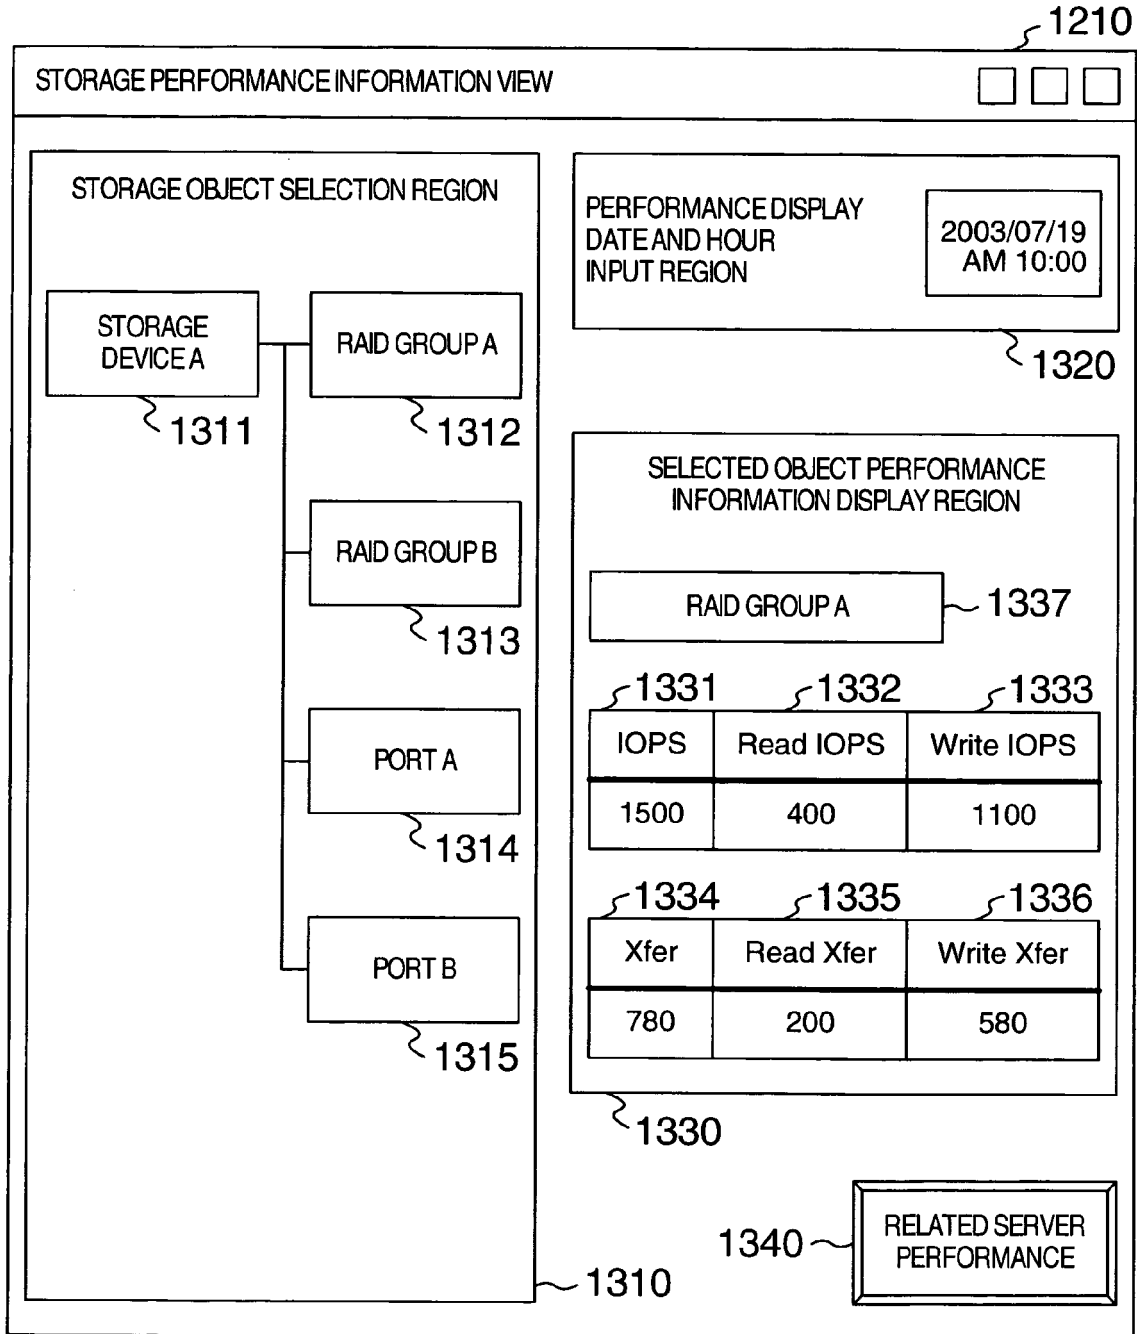 1210
STORAGE PERFORMANCE INFORMATION VIEW
STORAGE OBJECT SELECTION REGION
STORAGE
DEVICE A
1311
RAID GROUP A
1312
RAID GROUP B
1313
PORT A
1314
PORT B
1315
1310
PERFORMANCE DISPLAY
DATE AND HOUR
INPUT REGION
2003/07/19
AM 10:00
1320
SELECTED OBJECT PERFORMANCE
INFORMATION DISPLAY REGION
RAID GROUP A
1337
1331 1332 1333
IOPS Read IOPS Write IOPS
1500 400 1100
1334 1335 1336
Xfer Read Xfer Write Xfer
780 200 580
1330
1340
RELATED SERVER
PERFORMANCE